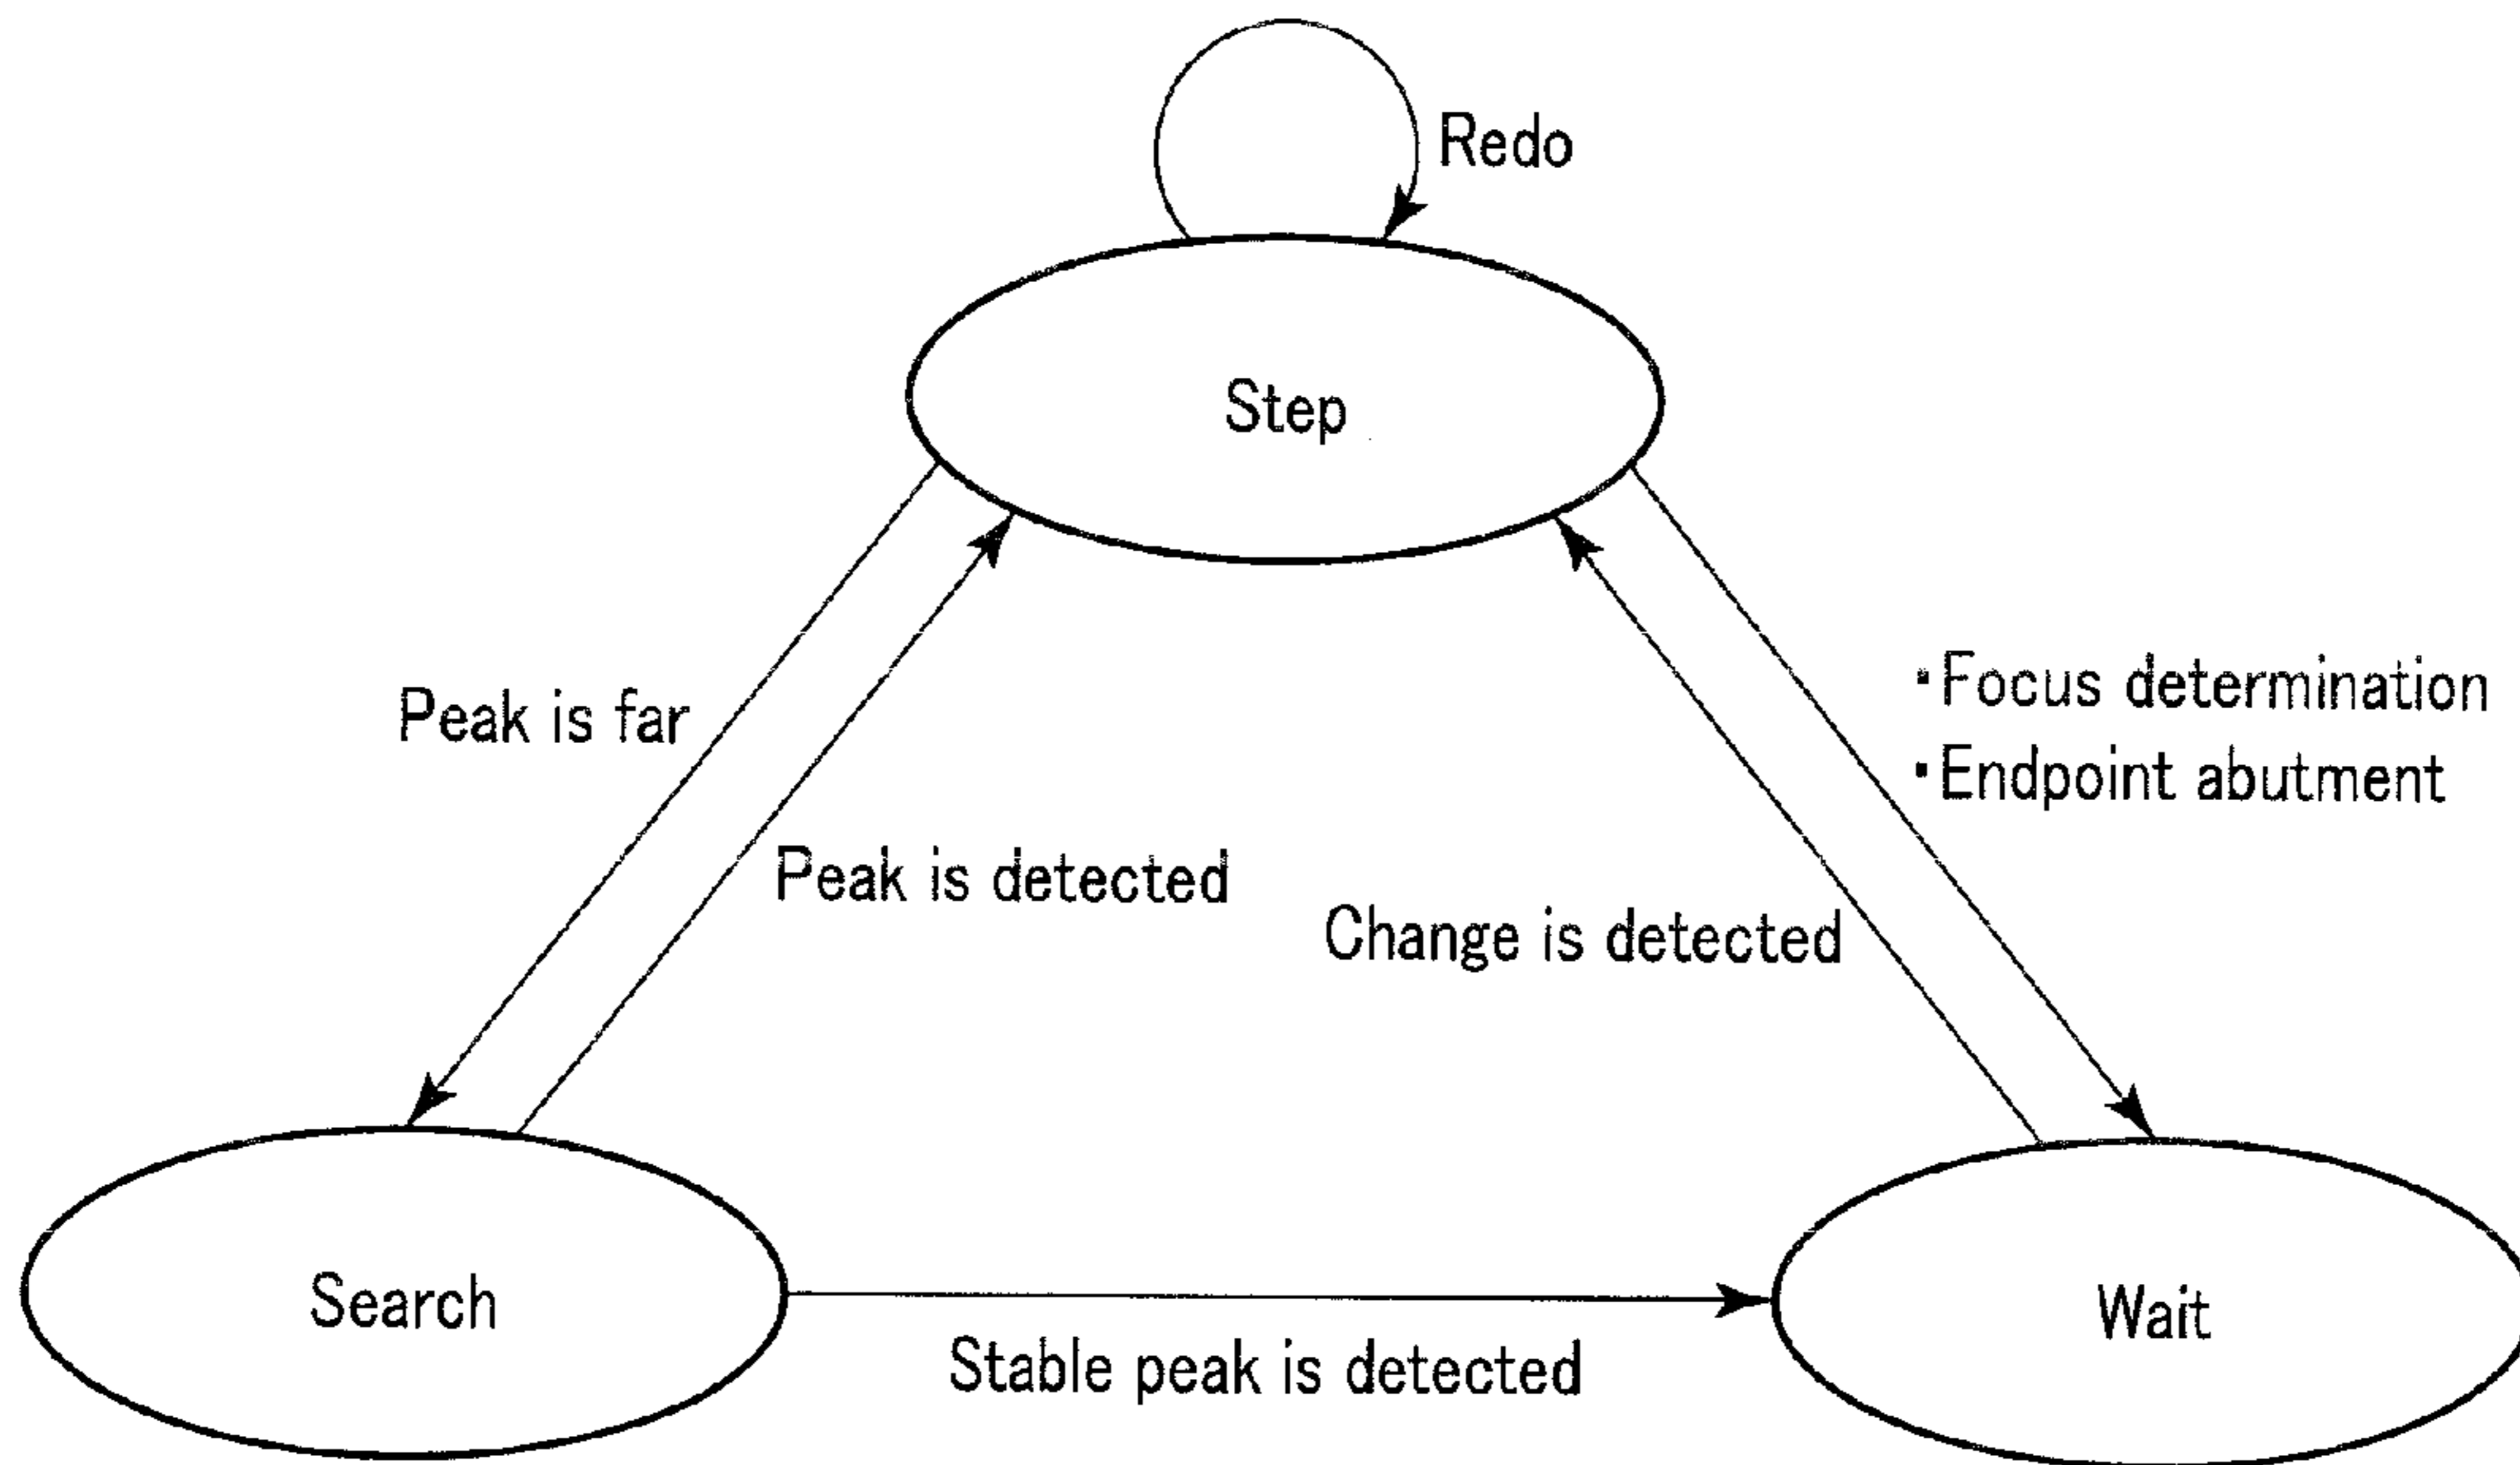 Redo
Step
Peak is far
・Focus determination
・Endpoint abutment
Peak is detected
Change is detected
Search
Wait
Stable peak is detected